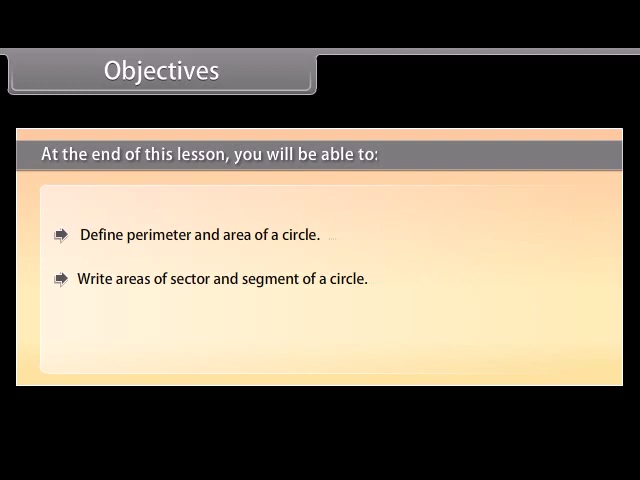 Objectives
At the end of this lesson, you will be able to:
Define perimeter and area of a circle.
Write areas of sector and segment of a circle.